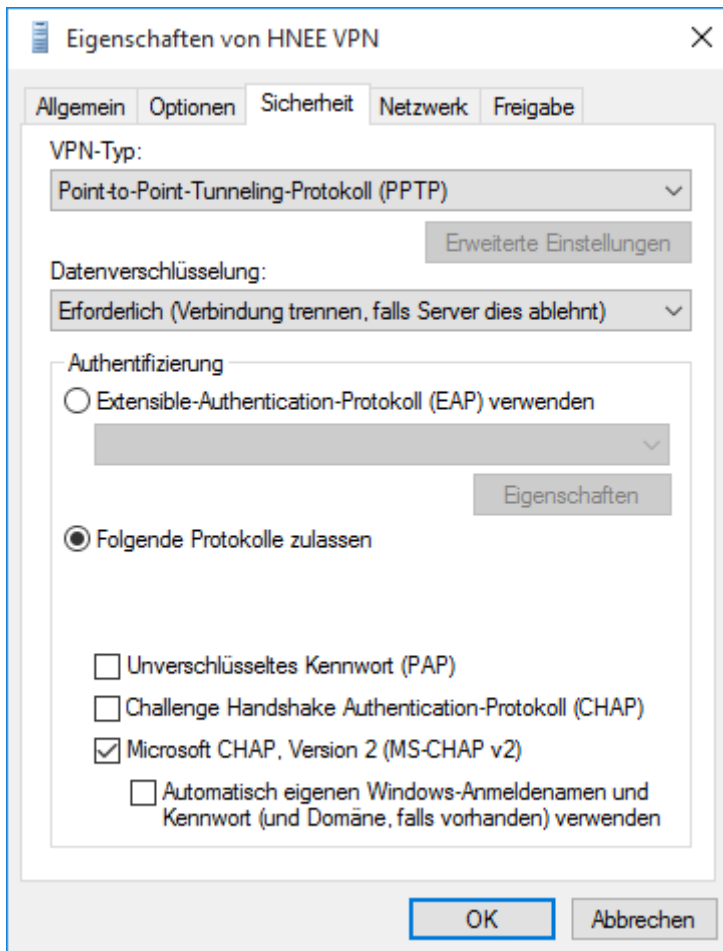 Eigenschaften von HNEE VPN
Allgemein Optionen Sicherheit Netzwerk Freigabe
VPN-Typ:
Point-to-Point-Tunneling-Protokoll (PPTP)
Erweiterte Einstellungen
Datenverschlüsselung:
Erforderlich (Verbindung trennen, falls Server dies ablehnt)
Authentifizierung
Extensible-Authentication-Protokoll (EAP) verwenden
Eigenschaften
Folgende Protokolle zulassen
Unverschlüsseltes Kennwort (PAP)
Challenge Handshake Authentication-Protokoll (CHAP)
Microsoft CHAP, Version 2 (MS-CHAP v2)
Automatisch eigenen Windows-Anmeldenamen und
Kennwort (und Domäne, falls vorhanden) verwenden
OK Abbrechen